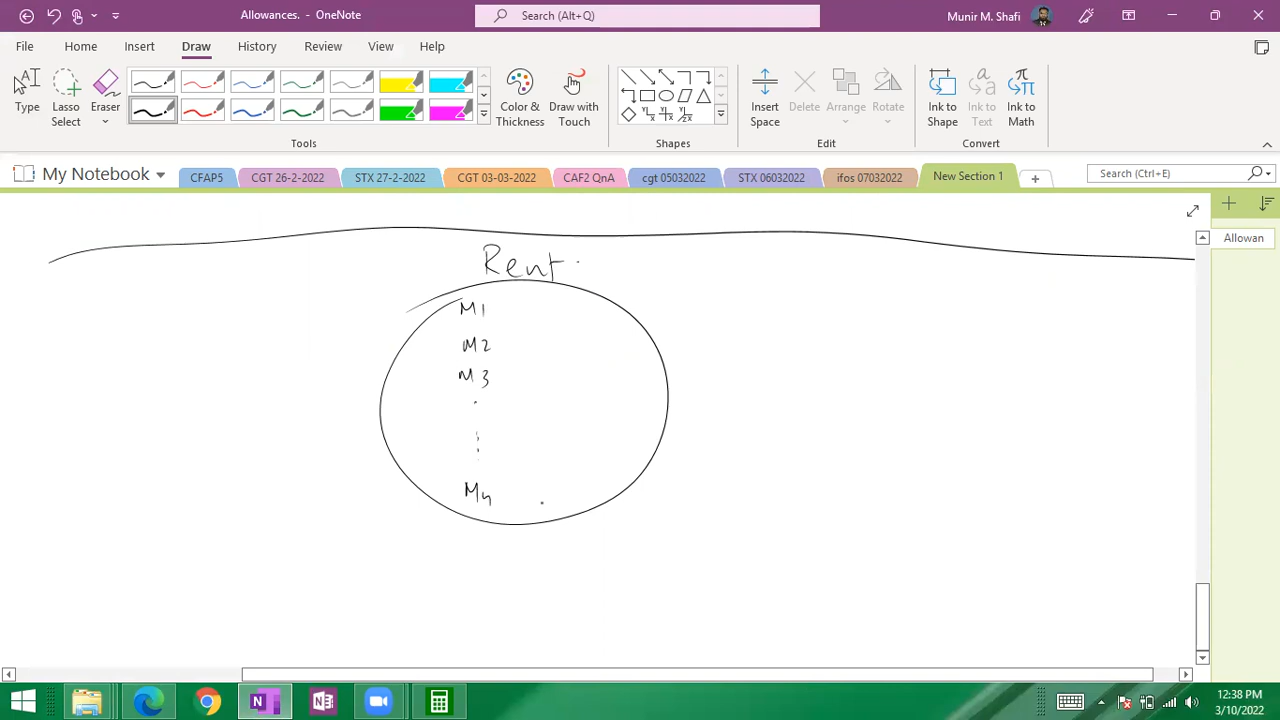 Allowances. - OneNote
Search (Alt+Q)
Munir M. Shafi
File Home Insert Draw History Review View Help
Type
Lasso Select
Eraser
Color & Thickness
Draw with Touch
Insert Space
Delete
Arrange
Rotate
Ink to Shape
Ink to Text
Ink to Math
Tools
Shapes
Edit
Convert
My Notebook
CFAP5
CGT 26-2-2022
STX 27-2-2022
CGT 03-03-2022
CAF2 QnA
cgt 05032022
STX 06032022
ifos 07032022
New Section 1
Search (Ctrl+E)
Allowan
Rent
M1
M2
M3
Mn
12:38 PM
3/10/2022